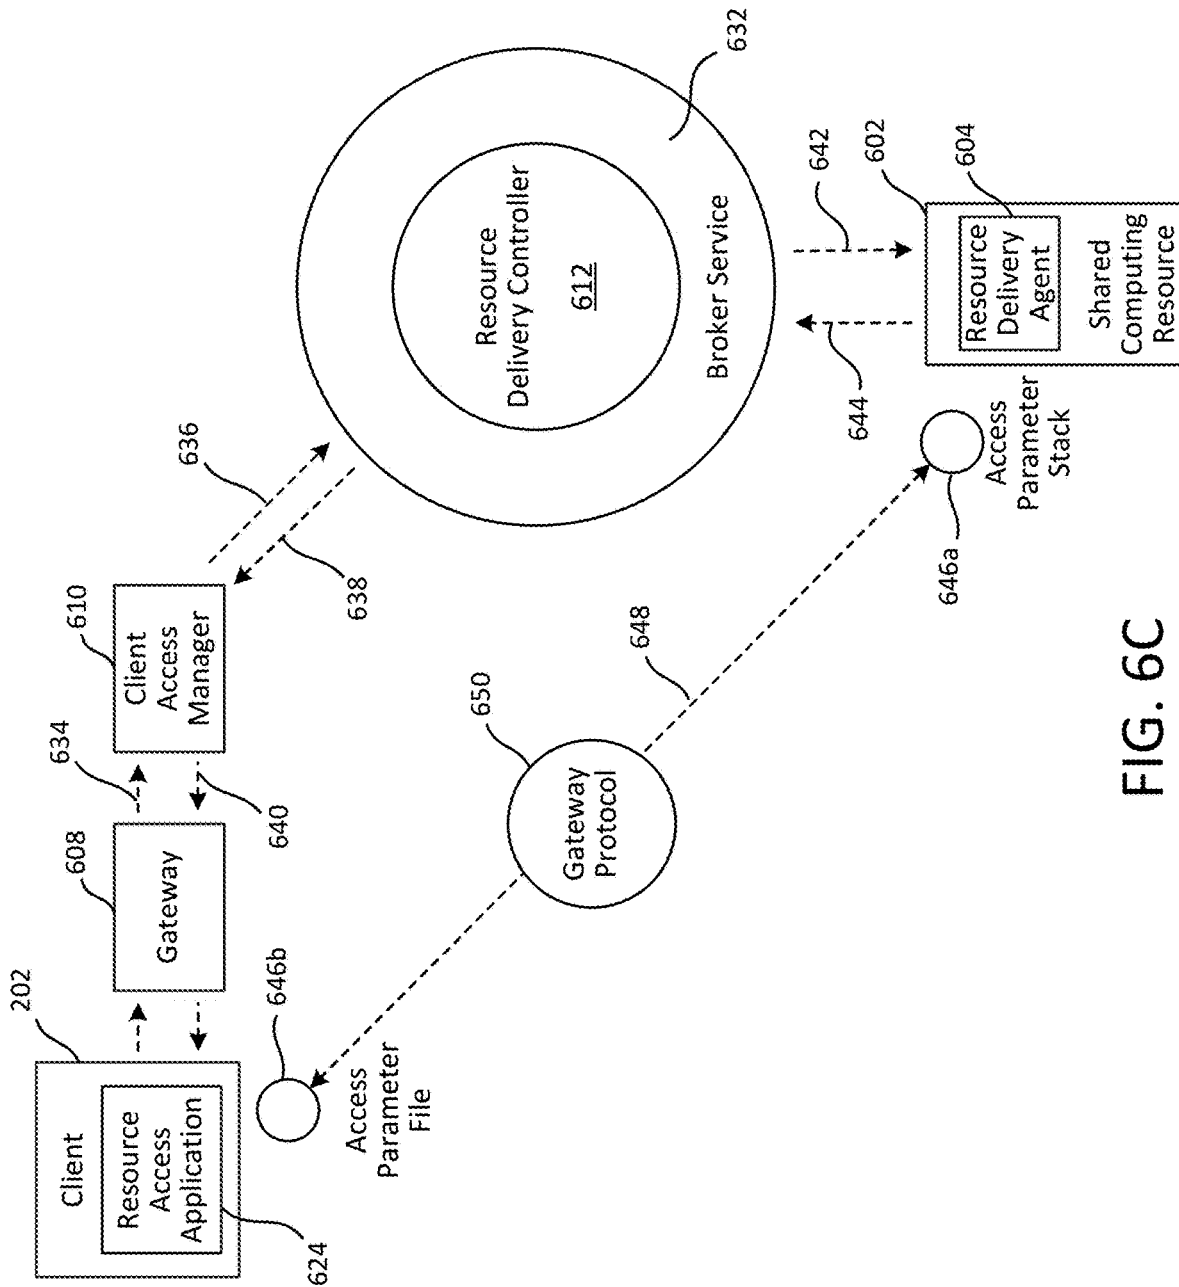 202
Client
Resource
Access
Application
624
608
Gateway
634
640
610
Client
Access
Manager
636
638
632
Resource
Delivery Controller
612
Broker Service
646b
Access
Parameter
File
650
Gateway
Protocol
648
646a
Access
Parameter
Stack
644
642
602
604
Resource
Delivery
Agent
Shared
Computing
Resource
FIG. 6C